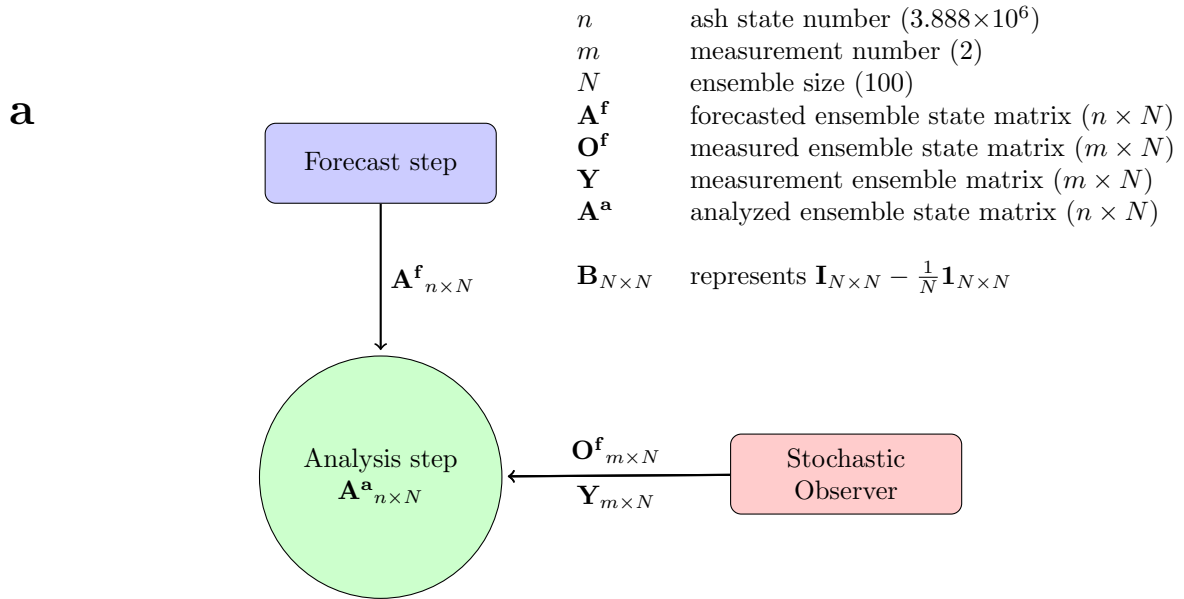 a
n ash state number (3.888×10⁶)
m measurement number (2)
N ensemble size (100)
A^f forecasted ensemble state matrix (n × N)
O^f measured ensemble state matrix (m × N)
Y measurement ensemble matrix (m × N)
A^a analyzed ensemble state matrix (n × N)
B_{N×N} represents I_{N×N} − \frac{1}{N} 1_{N×N}
Forecast step
A^f_{n×N}
Analysis step
A^a_{n×N}
O^f_{m×N}
Y_{m×N}
Stochastic
Observer